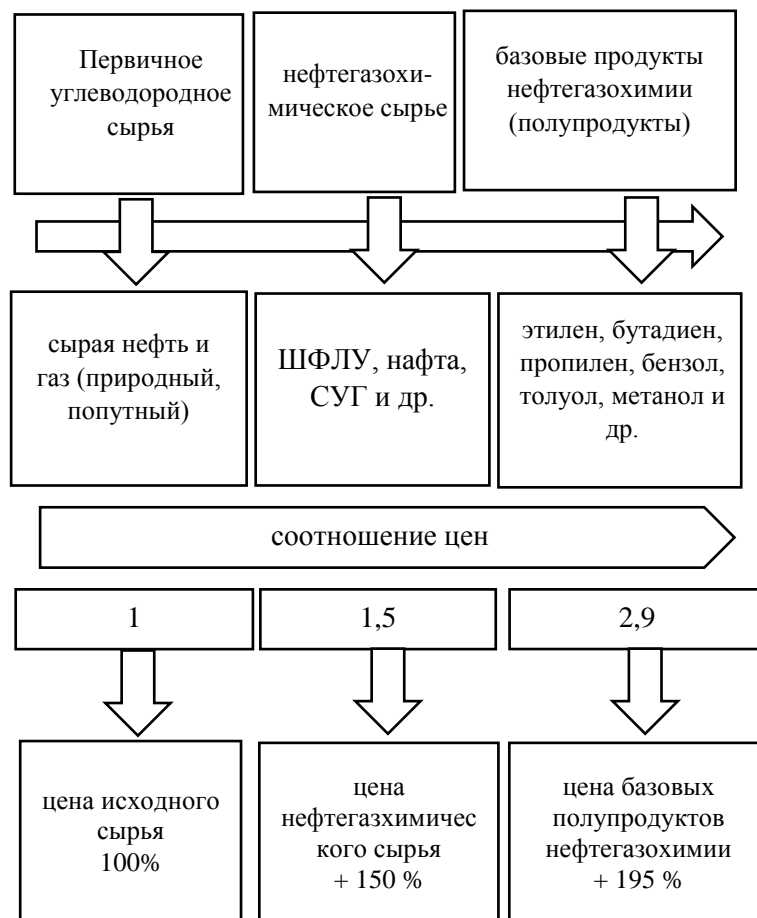 Первичное
углеводородное
сырья
нефтегазохи-
мическое сырье
базовые продукты
нефтегазохимии
(полупродукты)
сырая нефть и
газ (природный,
попутный)
ШФЛУ, нафта,
СУГ и др.
этилен, бутадиен,
пропилен, бензол,
толуол, метанол и
др.
соотношение цен
1
1,5
2,9
цена исходного
сырья
100%
цена
нефтегазхимичес
кого сырья
+ 150 %
цена базовых
полупродуктов
нефтегазохимии
+ 195 %